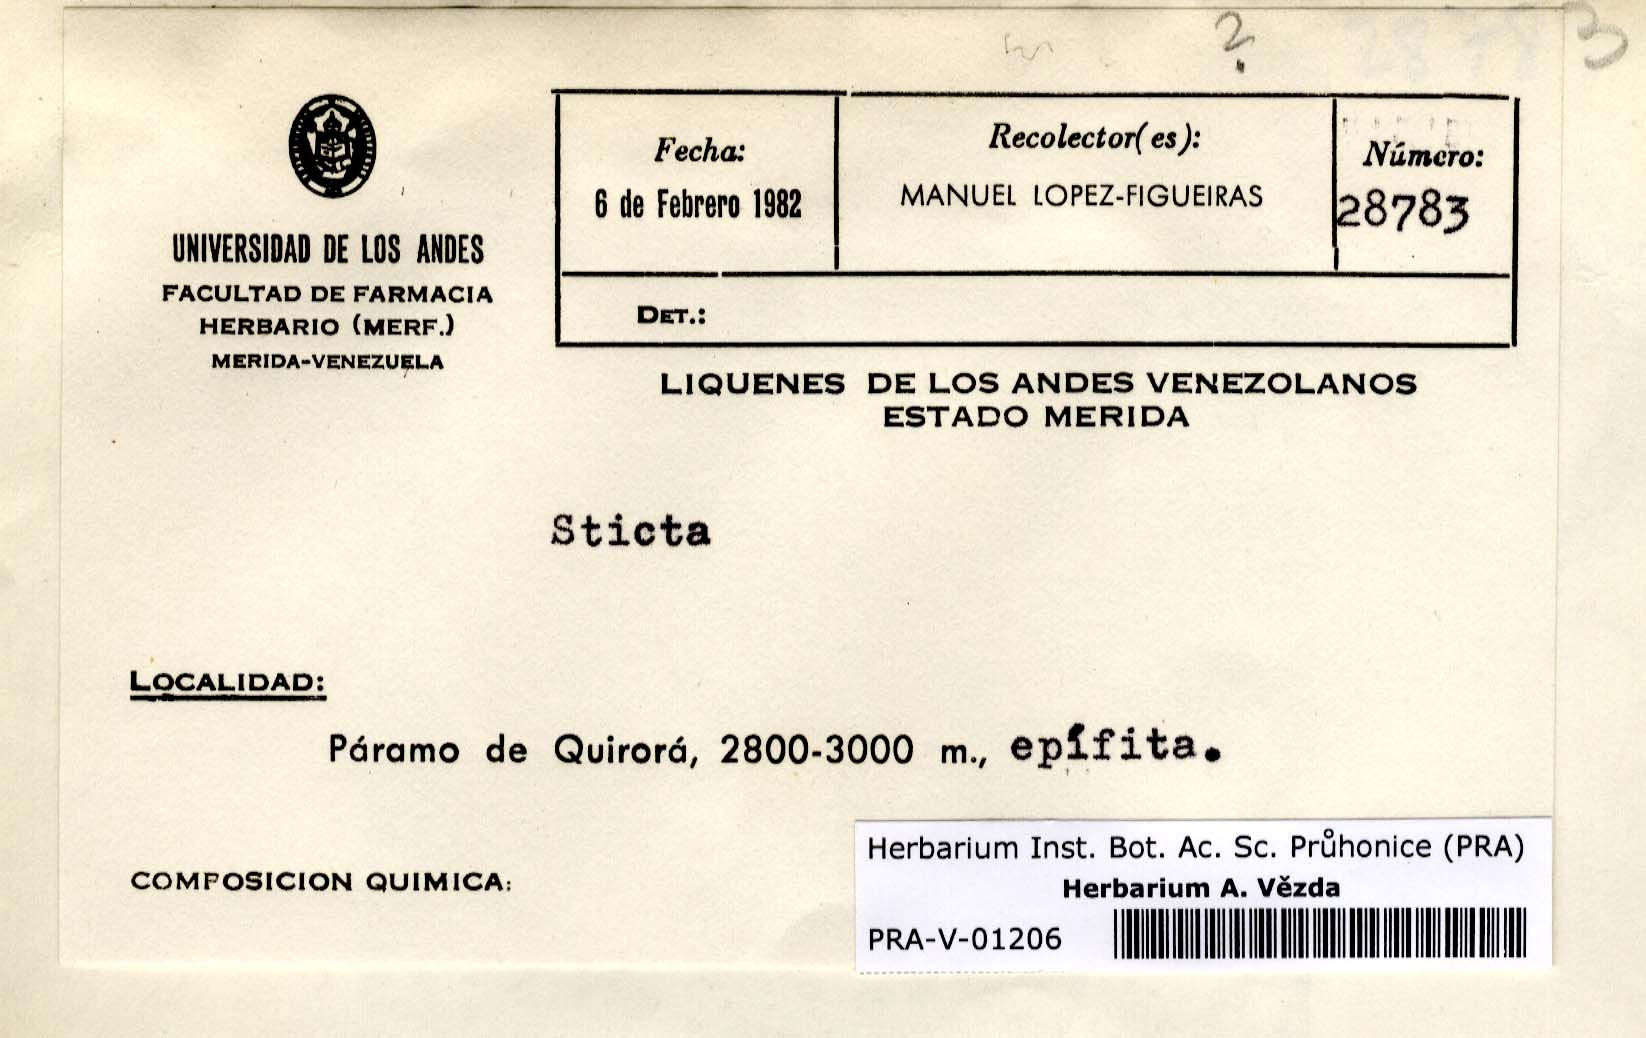 ?
3
UNIVERSIDAD DE LOS ANDES
FACULTAD DE FARMACIA
HERBARIO (MERF.)
MERIDA-VENEZUELA
Fecha:
6 de Febrero 1982
Recolector(es):
MANUEL LOPEZ-FIGUEIRAS
Número:
28783
DET.:
LIQUENES DE LOS ANDES VENEZOLANOS
ESTADO MERIDA
Sticta
LOCALIDAD:
Páramo de Quirorá, 2800-3000 m., epífita.
COMPOSICION QUIMICA:
Herbarium Inst. Bot. Ac. Sc. Průhonice (PRA)
Herbarium A. Vězda
PRA-V-01206